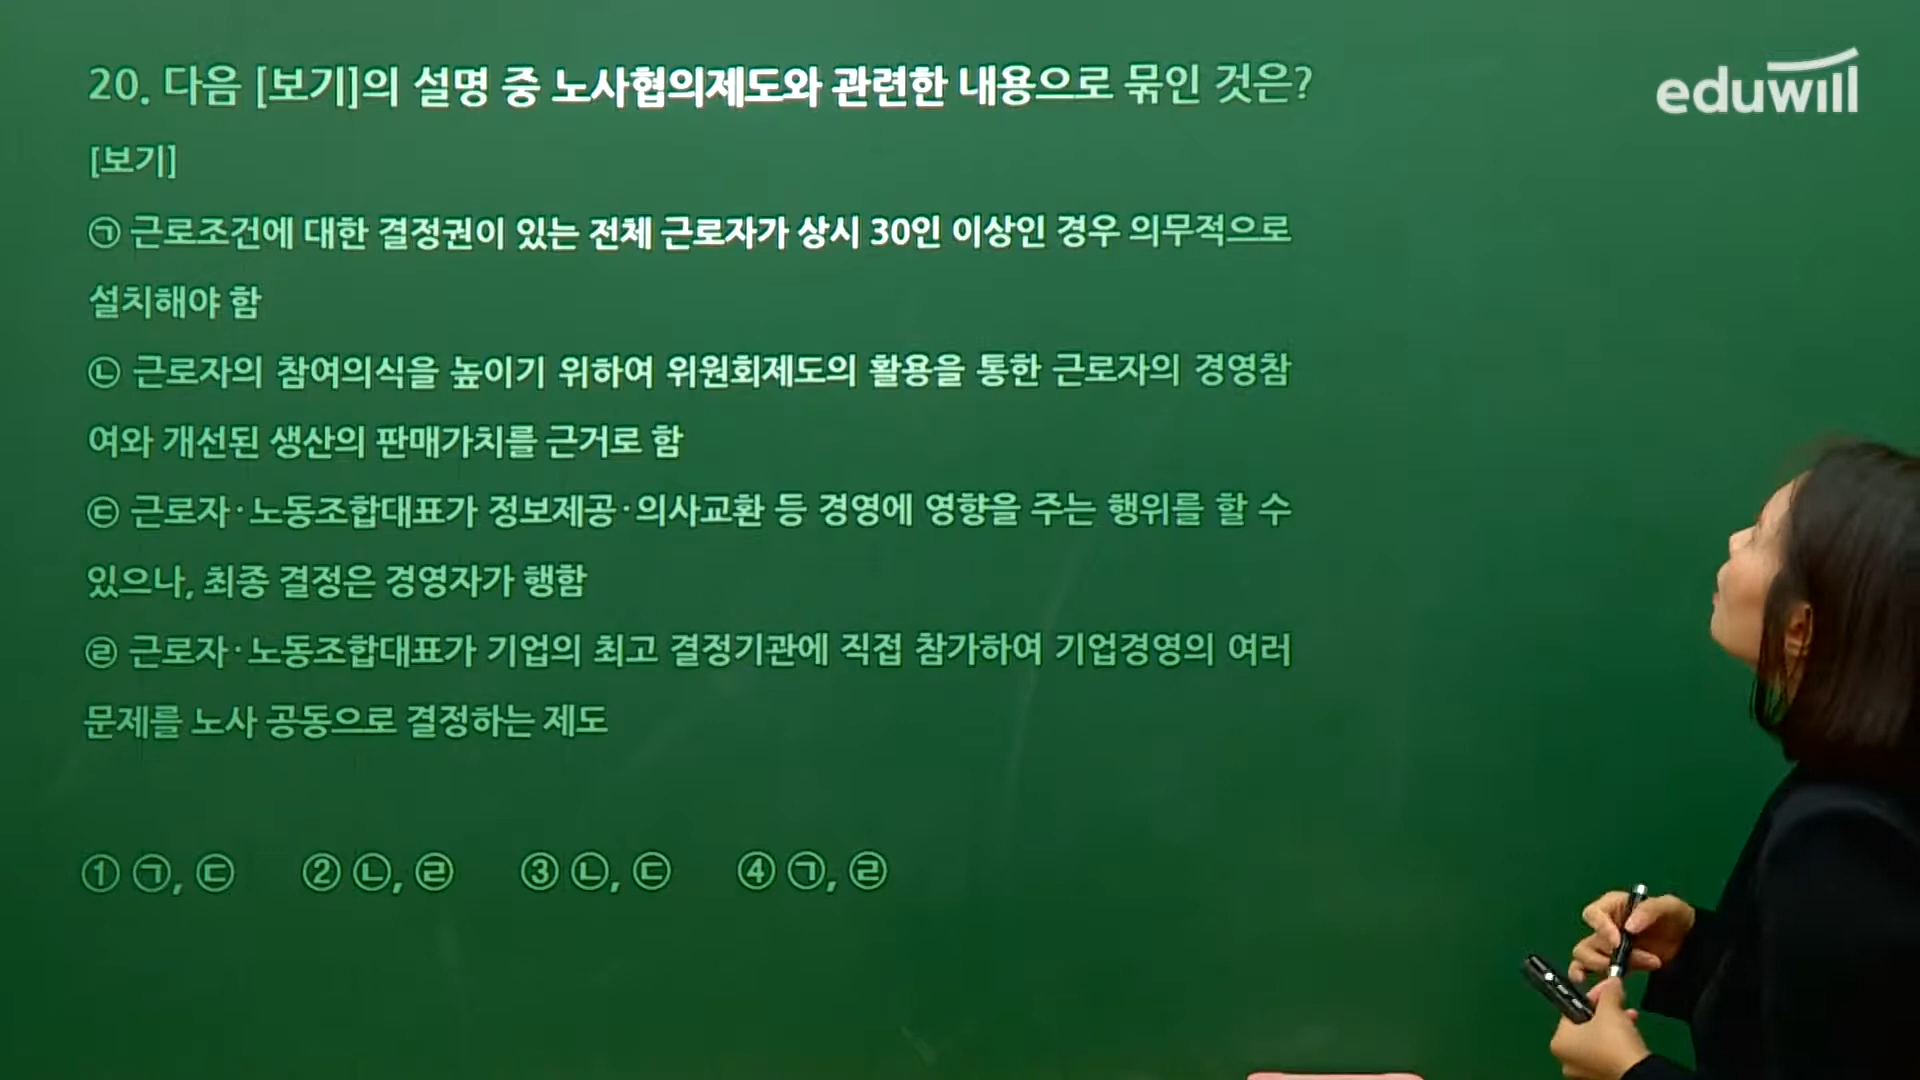 20. 다음 [보기]의 설명 중 노사협의제도와 관련한 내용으로 묶인 것은?
eduwill
[보기]
㉠ 근로조건에 대한 결정권이 있는 전체 근로자가 상시 30인 이상인 경우 의무적으로
설치해야 함
㉡ 근로자의 참여의식을 높이기 위하여 위원회제도의 활용을 통한 근로자의 경영참
여와 개선된 생산의 판매가치를 근거로 함
㉢ 근로자·노동조합대표가 정보제공·의사교환 등 경영에 영향을 주는 행위를 할 수
있으나, 최종 결정은 경영자가 행함
㉣ 근로자·노동조합대표가 기업의 최고 결정기관에 직접 참가하여 기업경영의 여러
문제를 노사 공동으로 결정하는 제도
① ㉠, ㉢ ② ㉡, ㉣ ③ ㉡, ㉢ ④ ㉠, ㉣